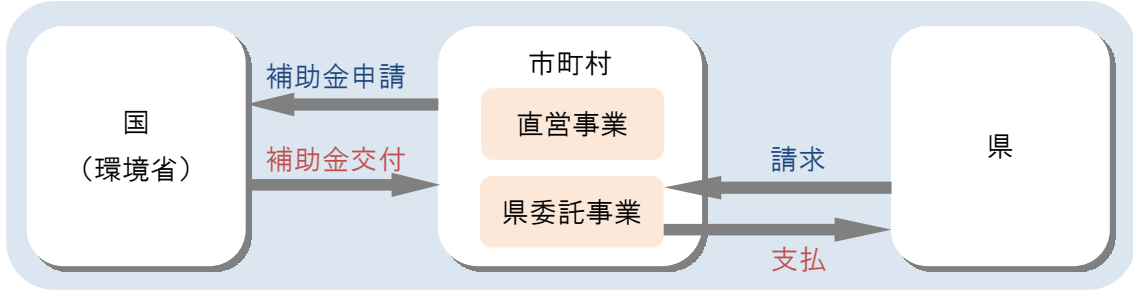 国
（環境省）
補助金申請
補助金交付
市町村
直営事業
県委託事業
請求
支払
県